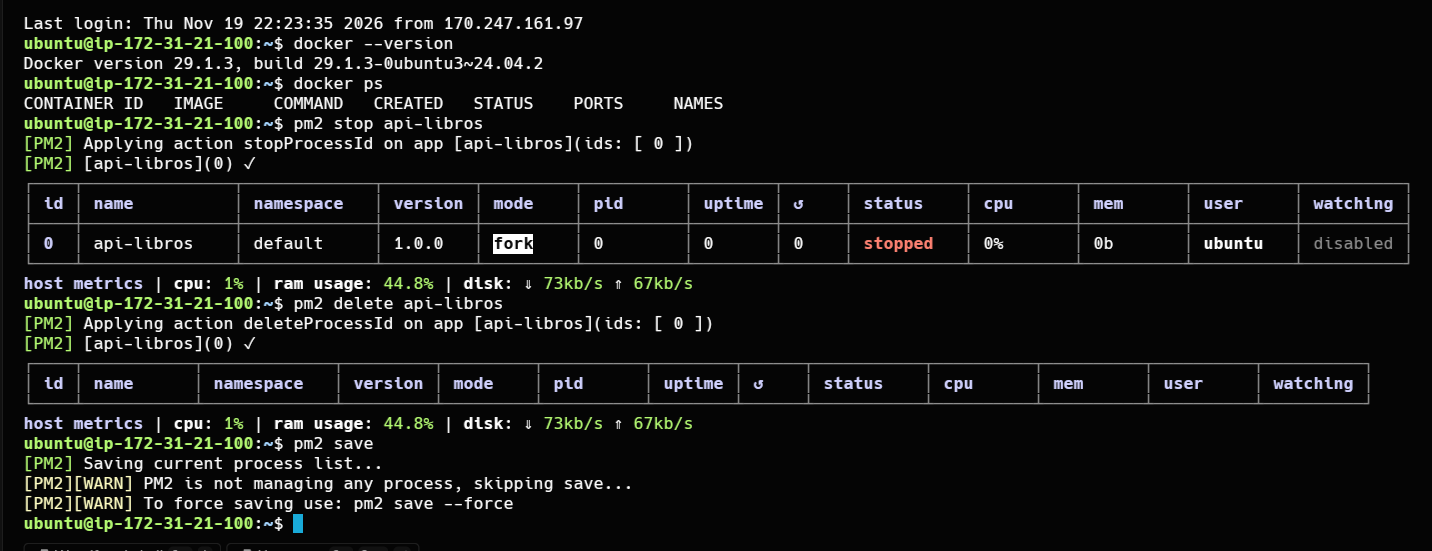 Last login: Thu Nov 19 22:23:35 2026 from 170.247.161.97
ubuntu@ip-172-31-21-100:~$ docker --version
Docker version 29.1.3, build 29.1.3-0ubuntu3~24.04.2
ubuntu@ip-172-31-21-100:~$ docker ps
CONTAINER ID   IMAGE     COMMAND   CREATED   STATUS    PORTS     NAMES
ubuntu@ip-172-31-21-100:~$ pm2 stop api-libros
[PM2] Applying action stopProcessId on app [api-libros](ids: [ 0 ])
[PM2] [api-libros](0) ✓
│ id │ name │ namespace │ version │ mode │ pid │ uptime │ ↺ │ status │ cpu │ mem │ user │ watching │
│ 0 │ api-libros │ default │ 1.0.0 │ fork │ 0 │ 0 │ 0 │ stopped │ 0% │ 0b │ ubuntu │ disabled │
host metrics | cpu: 1% | ram usage: 44.8% | disk: ⇓ 73kb/s ⇑ 67kb/s
ubuntu@ip-172-31-21-100:~$ pm2 delete api-libros
[PM2] Applying action deleteProcessId on app [api-libros](ids: [ 0 ])
[PM2] [api-libros](0) ✓
│ id │ name │ namespace │ version │ mode │ pid │ uptime │ ↺ │ status │ cpu │ mem │ user │ watching │
host metrics | cpu: 1% | ram usage: 44.8% | disk: ⇓ 73kb/s ⇑ 67kb/s
ubuntu@ip-172-31-21-100:~$ pm2 save
[PM2] Saving current process list...
[PM2][WARN] PM2 is not managing any process, skipping save...
[PM2][WARN] To force saving use: pm2 save --force
ubuntu@ip-172-31-21-100:~$